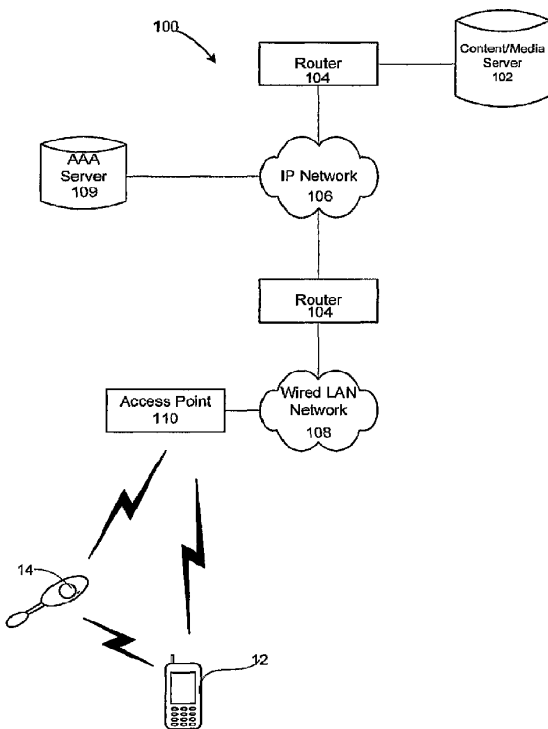 100
Router
104
Content/Media
Server
102
AAA
Server
109
IP Network
106
Router
104
Access Point
110
Wired LAN
Network
108
14
12